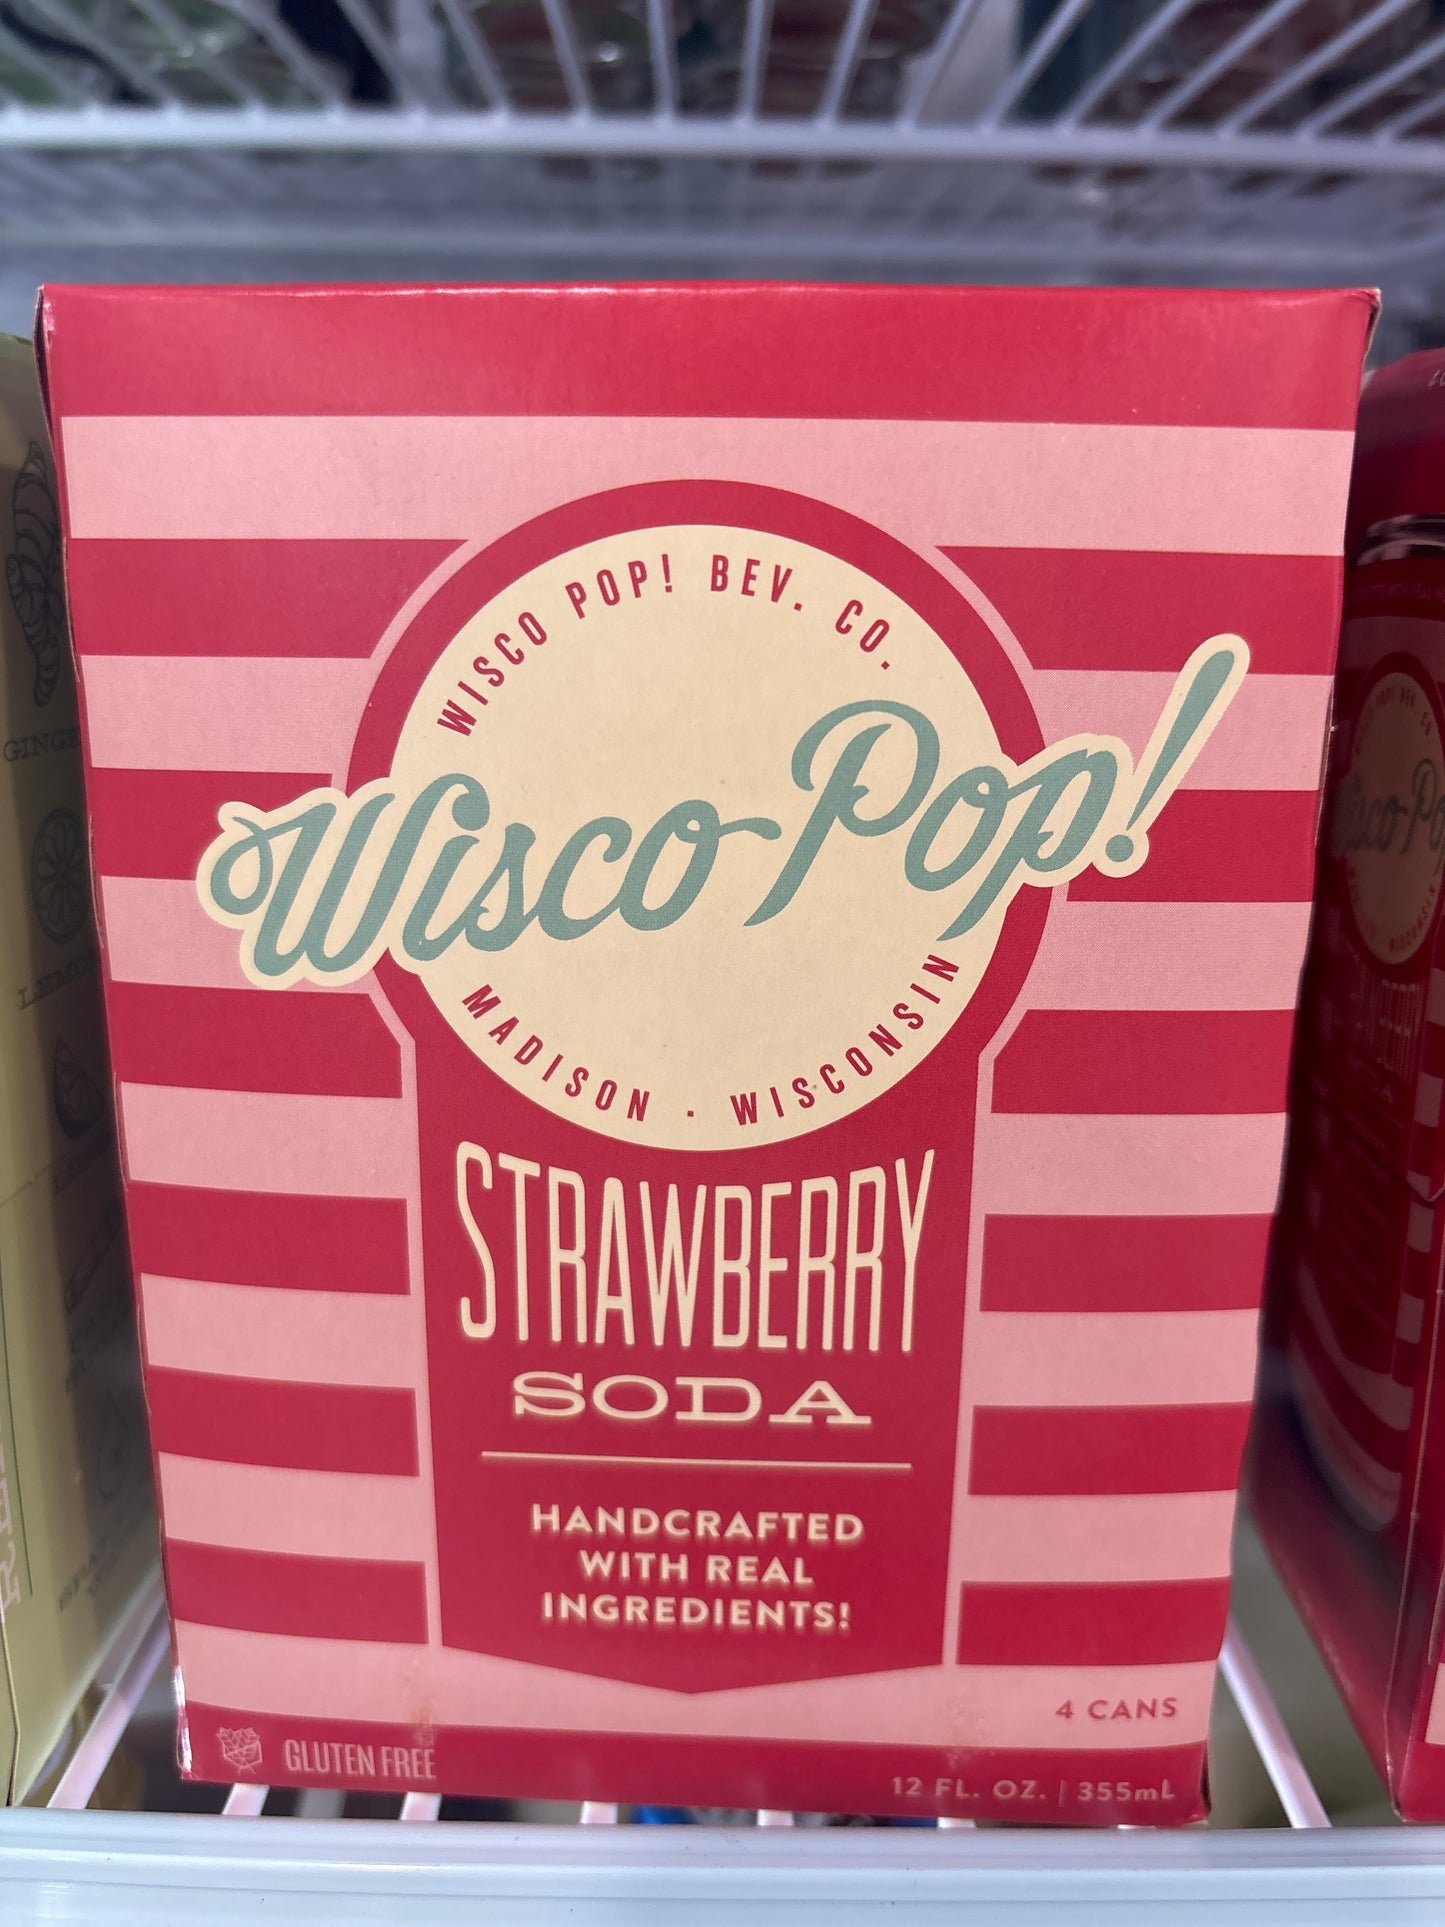 WISCO POP! BEV. CO.
Wisco Pop!
MADISON · WISCONSIN
STRAWBERRY
SODA
HANDCRAFTED
WITH REAL
INGREDIENTS!
4 CANS
GLUTEN FREE
12 FL. OZ. | 355mL